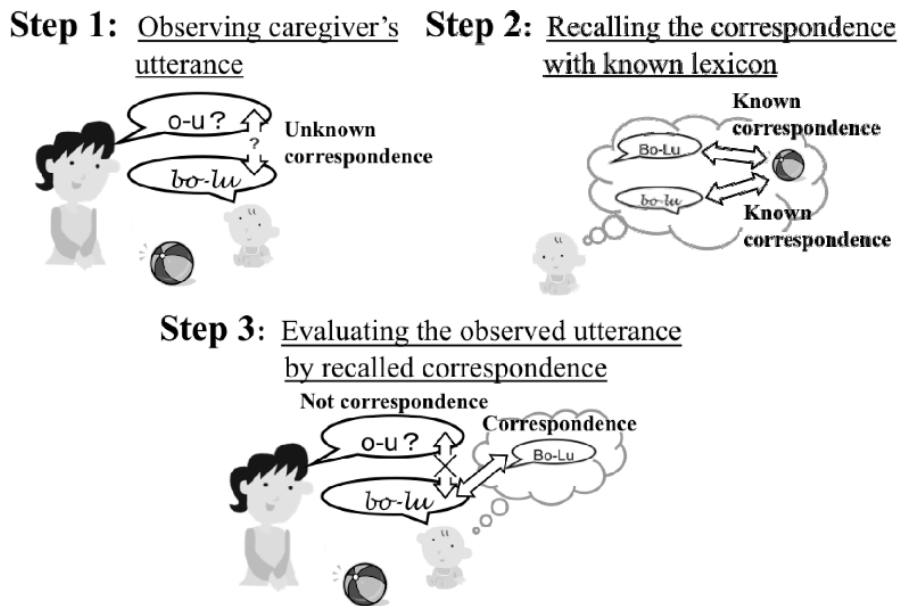 Step 1: Observing caregiver's
utterance
o-u?
?
Unknown
correspondence
bo-lu
Step 2: Recalling the correspondence
with known lexicon
Known
correspondence
Bo-Lu
bo-lu
Known
correspondence
Step 3: Evaluating the observed utterance
by recalled correspondence
Not correspondence
Correspondence
o-u?
Bo-Lu
bo-lu